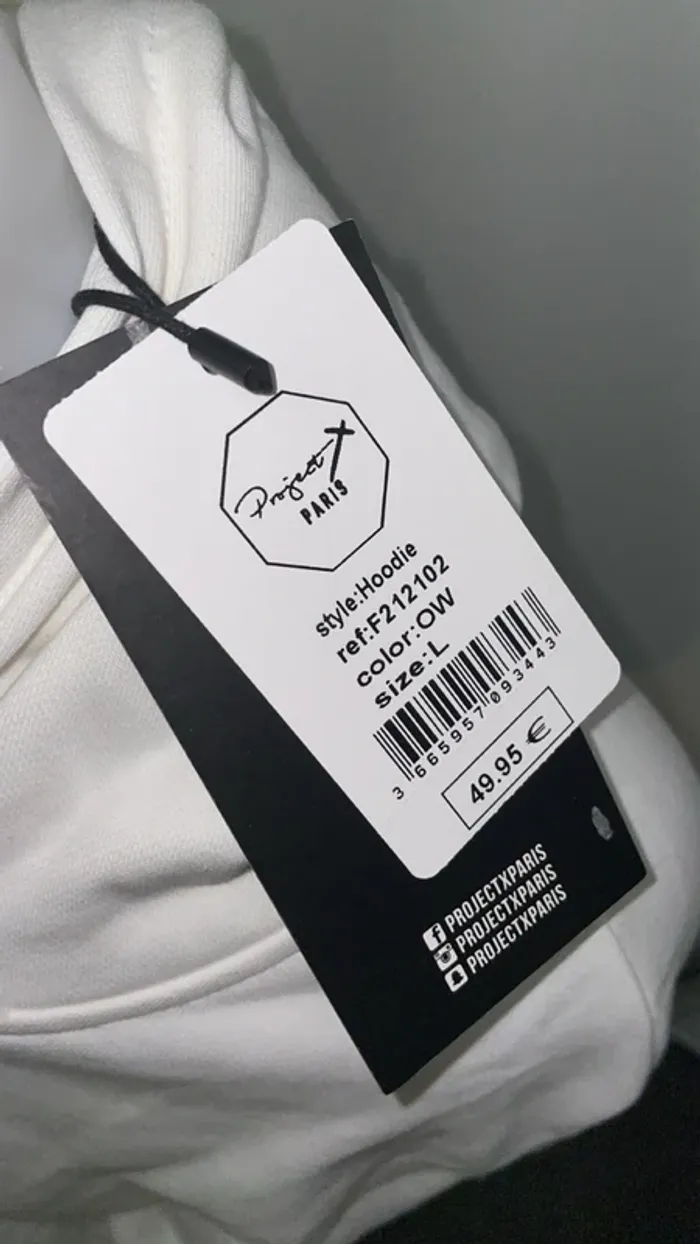 Project X
PARIS
style:Hoodie
ref:F212102
color:OW
size:L
3 665957 093443
49.95 €
PROJECTXPARIS
PROJECTXPARIS
PROJECTXPARIS